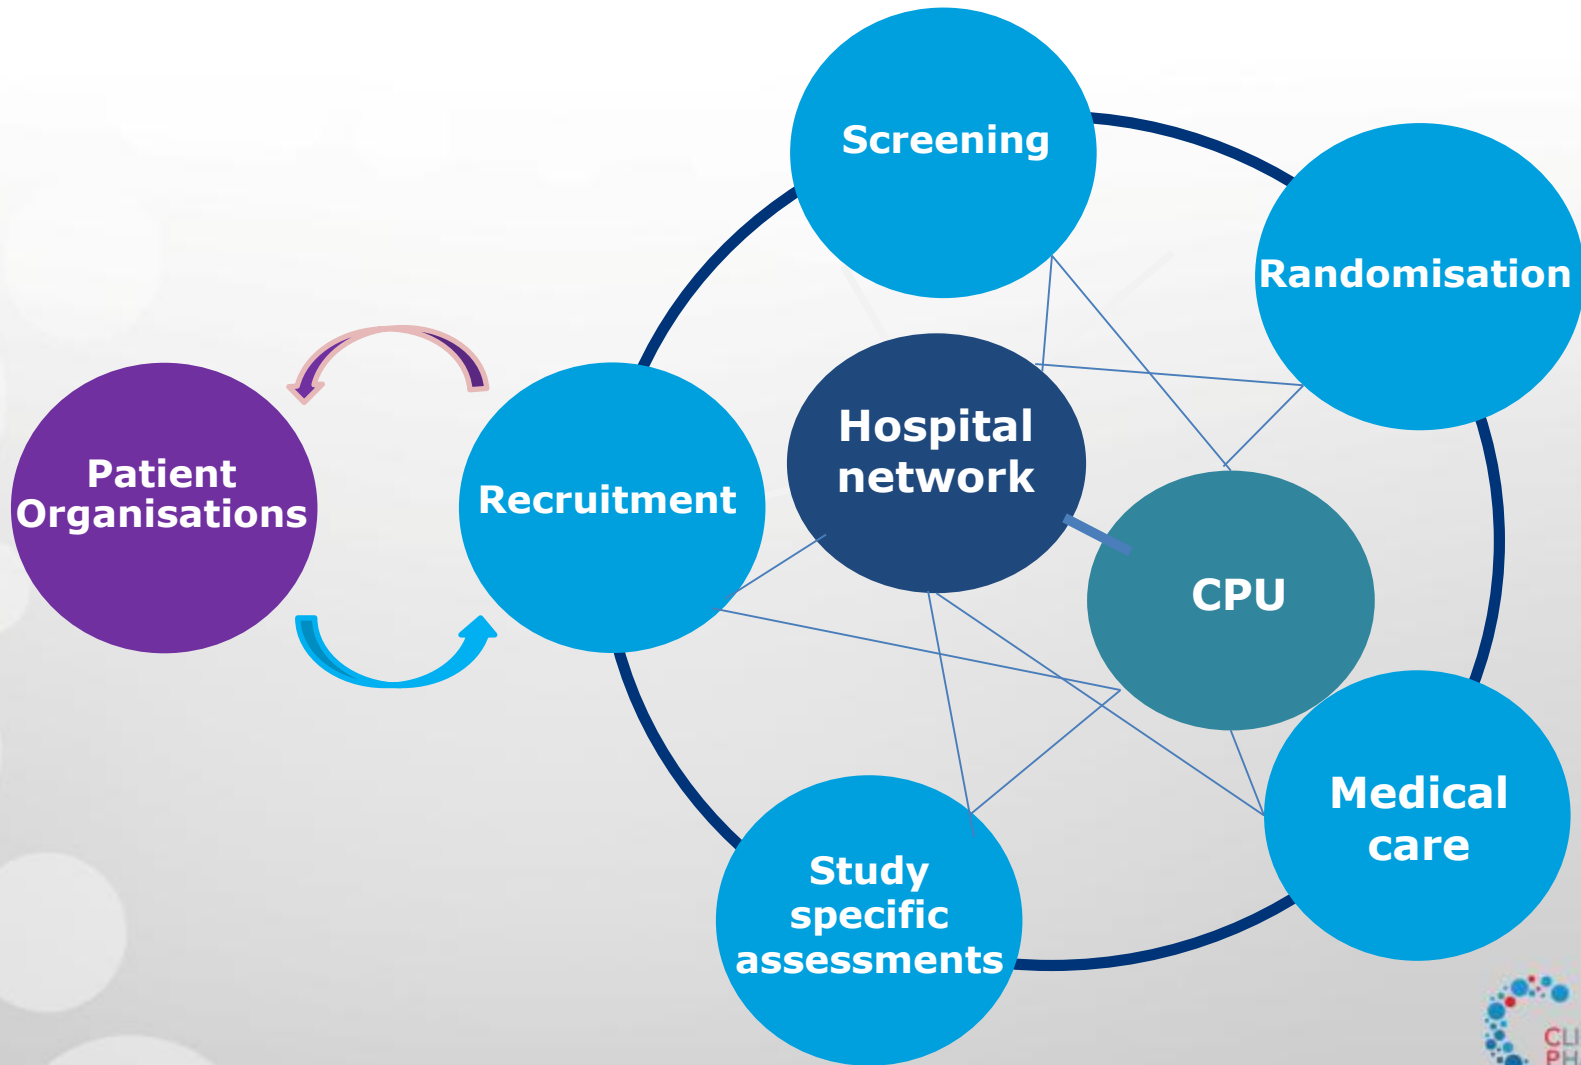 Screening
Randomisation
Hospital
network
Patient
Organisations
Recruitment
CPU
Medical
care
Study
specific
assessments